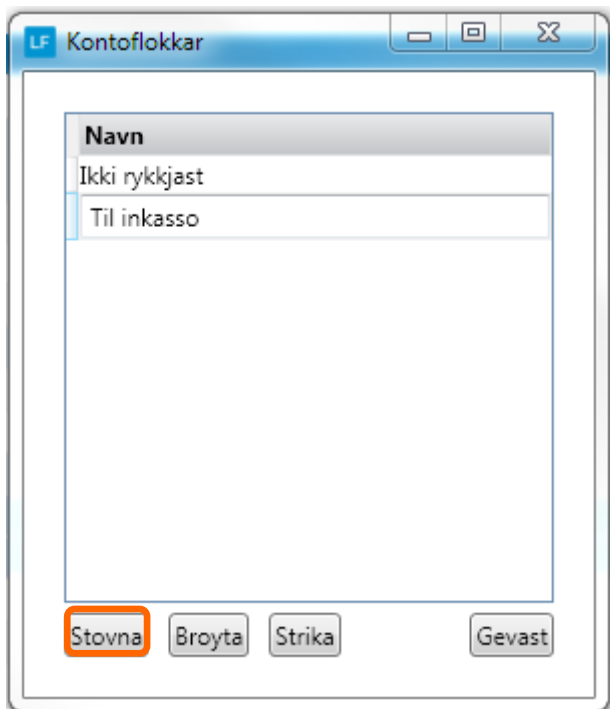 LF Kontoflokkar
Navn
Ikki rykkjast
Til inkasso
Stovna Broyta Strika Gevast